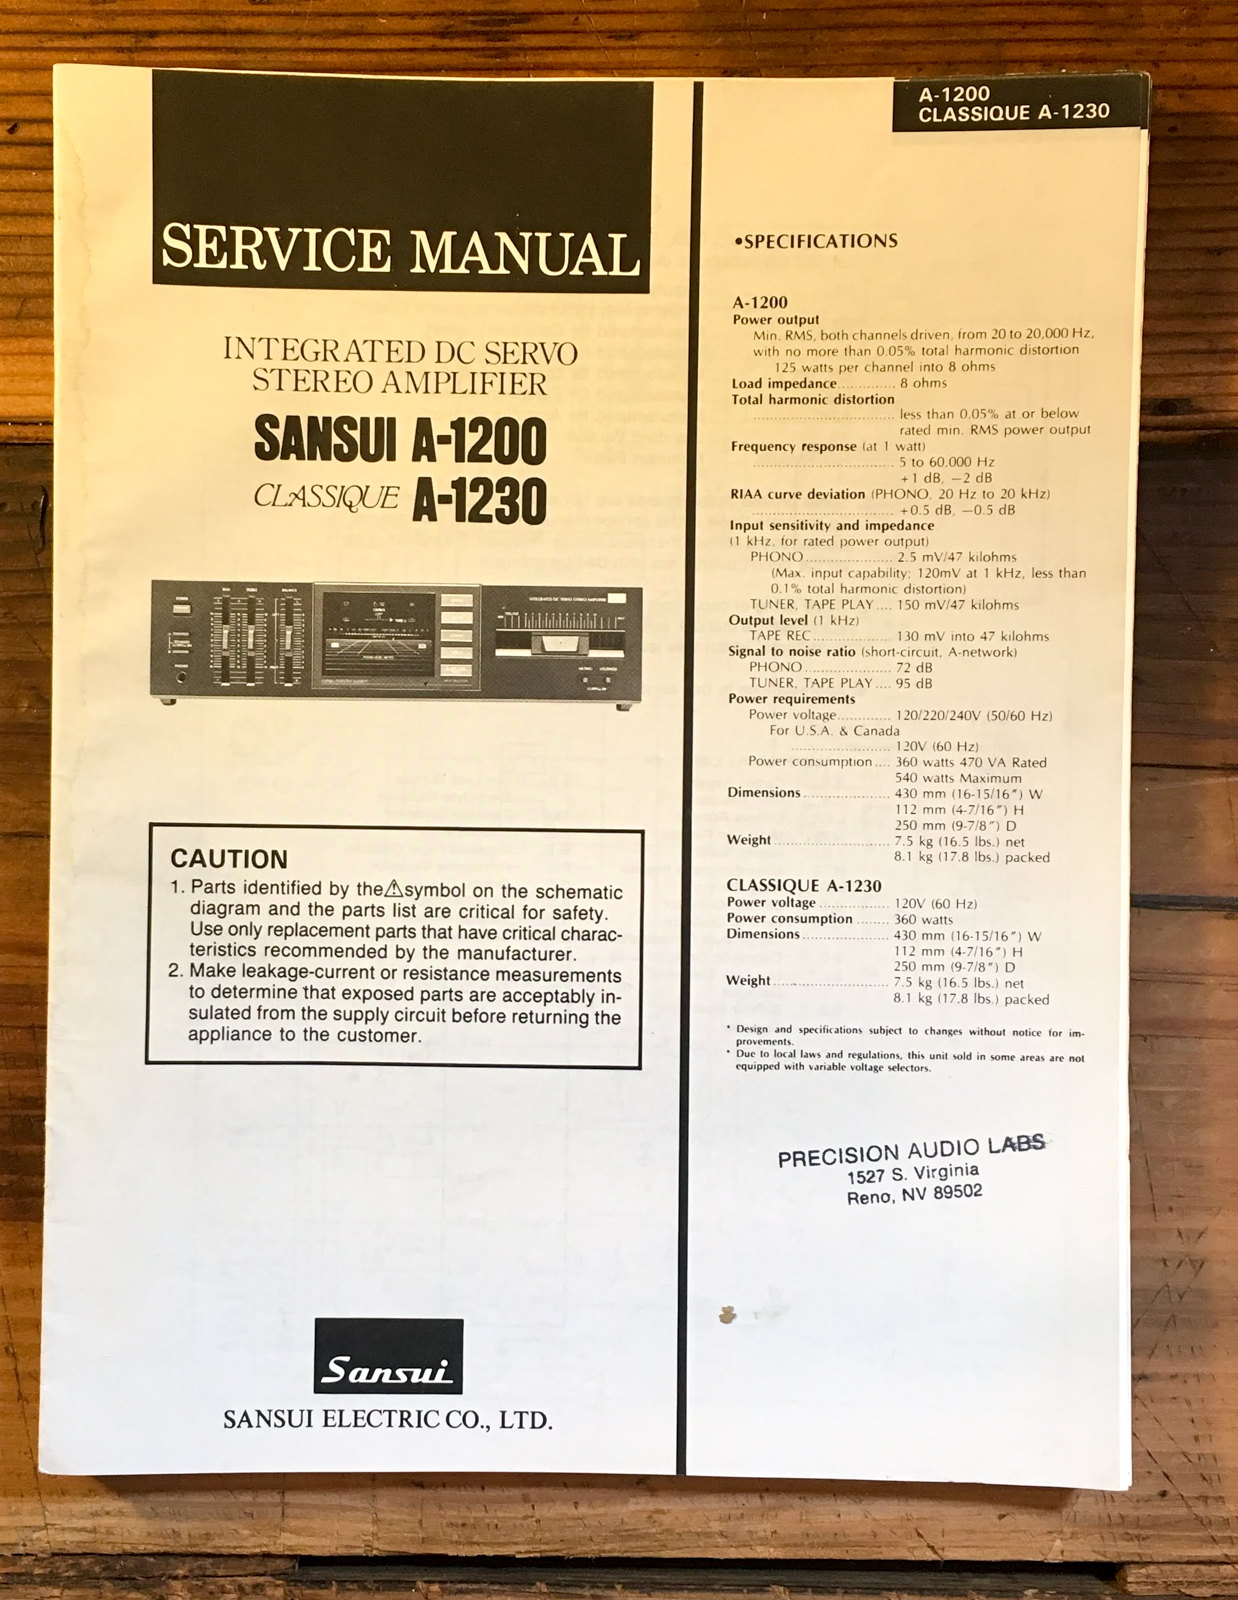 SERVICE MANUAL
INTEGRATED DC SERVO
STEREO AMPLIFIER
SANSUI A-1200
CLASSIQUE A-1230
CAUTION
1. Parts identified by the ⚠ symbol on the schematic
diagram and the parts list are critical for safety.
Use only replacement parts that have critical charac-
teristics recommended by the manufacturer.
2. Make leakage-current or resistance measurements
to determine that exposed parts are acceptably in-
sulated from the supply circuit before returning the
appliance to the customer.
Sansui
SANSUI ELECTRIC CO., LTD.
A-1200
CLASSIQUE A-1230
•SPECIFICATIONS
A-1200
Power output
Min. RMS, both channels driven, from 20 to 20,000 Hz,
with no more than 0.05% total harmonic distortion
125 watts per channel into 8 ohms
Load impedance ............. 8 ohms
Total harmonic distortion
................................ less than 0.05% at or below
rated min. RMS power output
Frequency response (at 1 watt)
................................ 5 to 60,000 Hz
+1 dB, −2 dB
RIAA curve deviation (PHONO, 20 Hz to 20 kHz)
................................ +0.5 dB, −0.5 dB
Input sensitivity and impedance
(1 kHz, for rated power output)
PHONO .................... 2.5 mV/47 kilohms
(Max. input capability; 120mV at 1 kHz, less than
0.1% total harmonic distortion)
TUNER, TAPE PLAY .... 150 mV/47 kilohms
Output level (1 kHz)
TAPE REC .................. 130 mV into 47 kilohms
Signal to noise ratio (short-circuit, A-network)
PHONO .................... 72 dB
TUNER, TAPE PLAY .... 95 dB
Power requirements
Power voltage ............. 120/220/240V (50/60 Hz)
For U.S.A. & Canada
....................... 120V (60 Hz)
Power consumption .... 360 watts 470 VA Rated
540 watts Maximum
Dimensions ..................... 430 mm (16-15/16") W
112 mm (4-7/16") H
250 mm (9-7/8") D
Weight ............................ 7.5 kg (16.5 lbs.) net
8.1 kg (17.8 lbs.) packed
CLASSIQUE A-1230
Power voltage ................. 120V (60 Hz)
Power consumption ........ 360 watts
Dimensions ..................... 430 mm (16-15/16") W
112 mm (4-7/16") H
250 mm (9-7/8") D
Weight ............................ 7.5 kg (16.5 lbs.) net
8.1 kg (17.8 lbs.) packed
* Design and specifications subject to changes without notice for im-
provements.
* Due to local laws and regulations, this unit sold in some areas are not
equipped with variable voltage selectors.
PRECISION AUDIO LABS
1527 S. Virginia
Reno, NV 89502